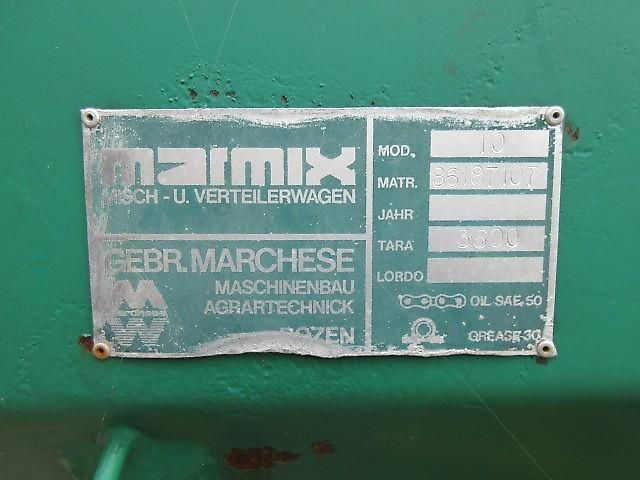 marmix
MISCH - U. VERTEILERWAGEN
GEBR. MARCHESE
MASCHINENBAU
AGRARTECHNICK
BOZEN
marchese
MOD. 10
MATR. 86187107
JAHR
TARA 3600
LORDO
OIL SAE 50
GREASE 30